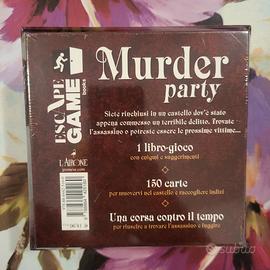 ESCAPE
GAME
books
L'AIRONE
Murder
party
Siete rinchiusi in un castello dov'è stato
appena commesso un terribile delitto. Trovate
l'assassino o potreste essere le prossime vittime...
1 libro-gioco
con enigmi e suggerimenti
150 carte
per muoversi nel castello e raccogliere indizi
Una corsa contro il tempo
per riuscire a trovare l'assassino e fuggire
subito